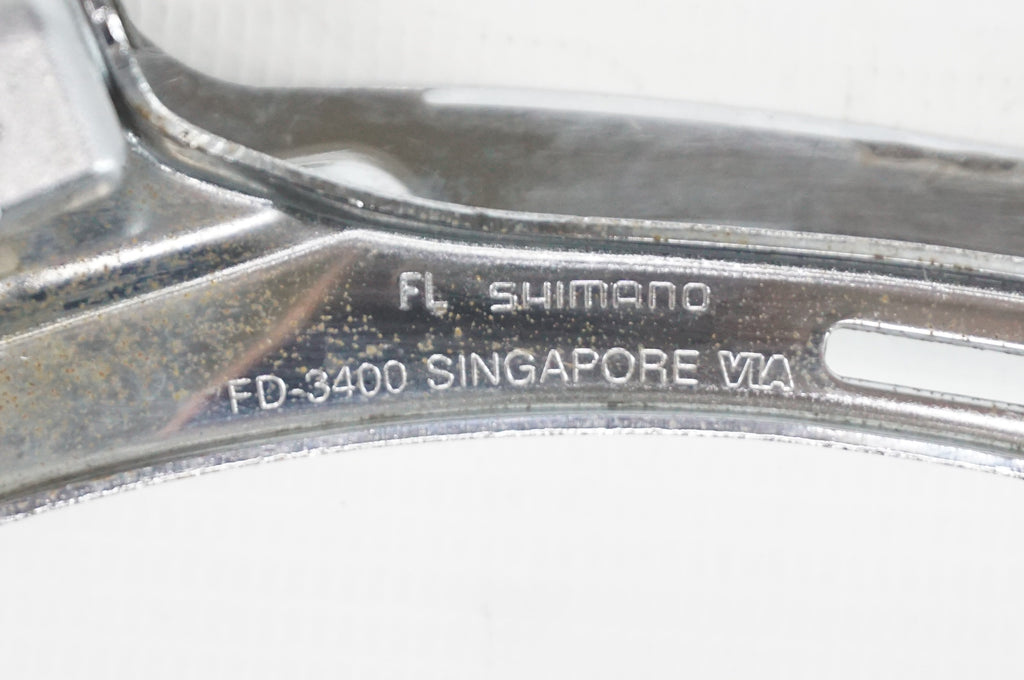 FL SHIMANO
FD-3400 SINGAPORE VIA